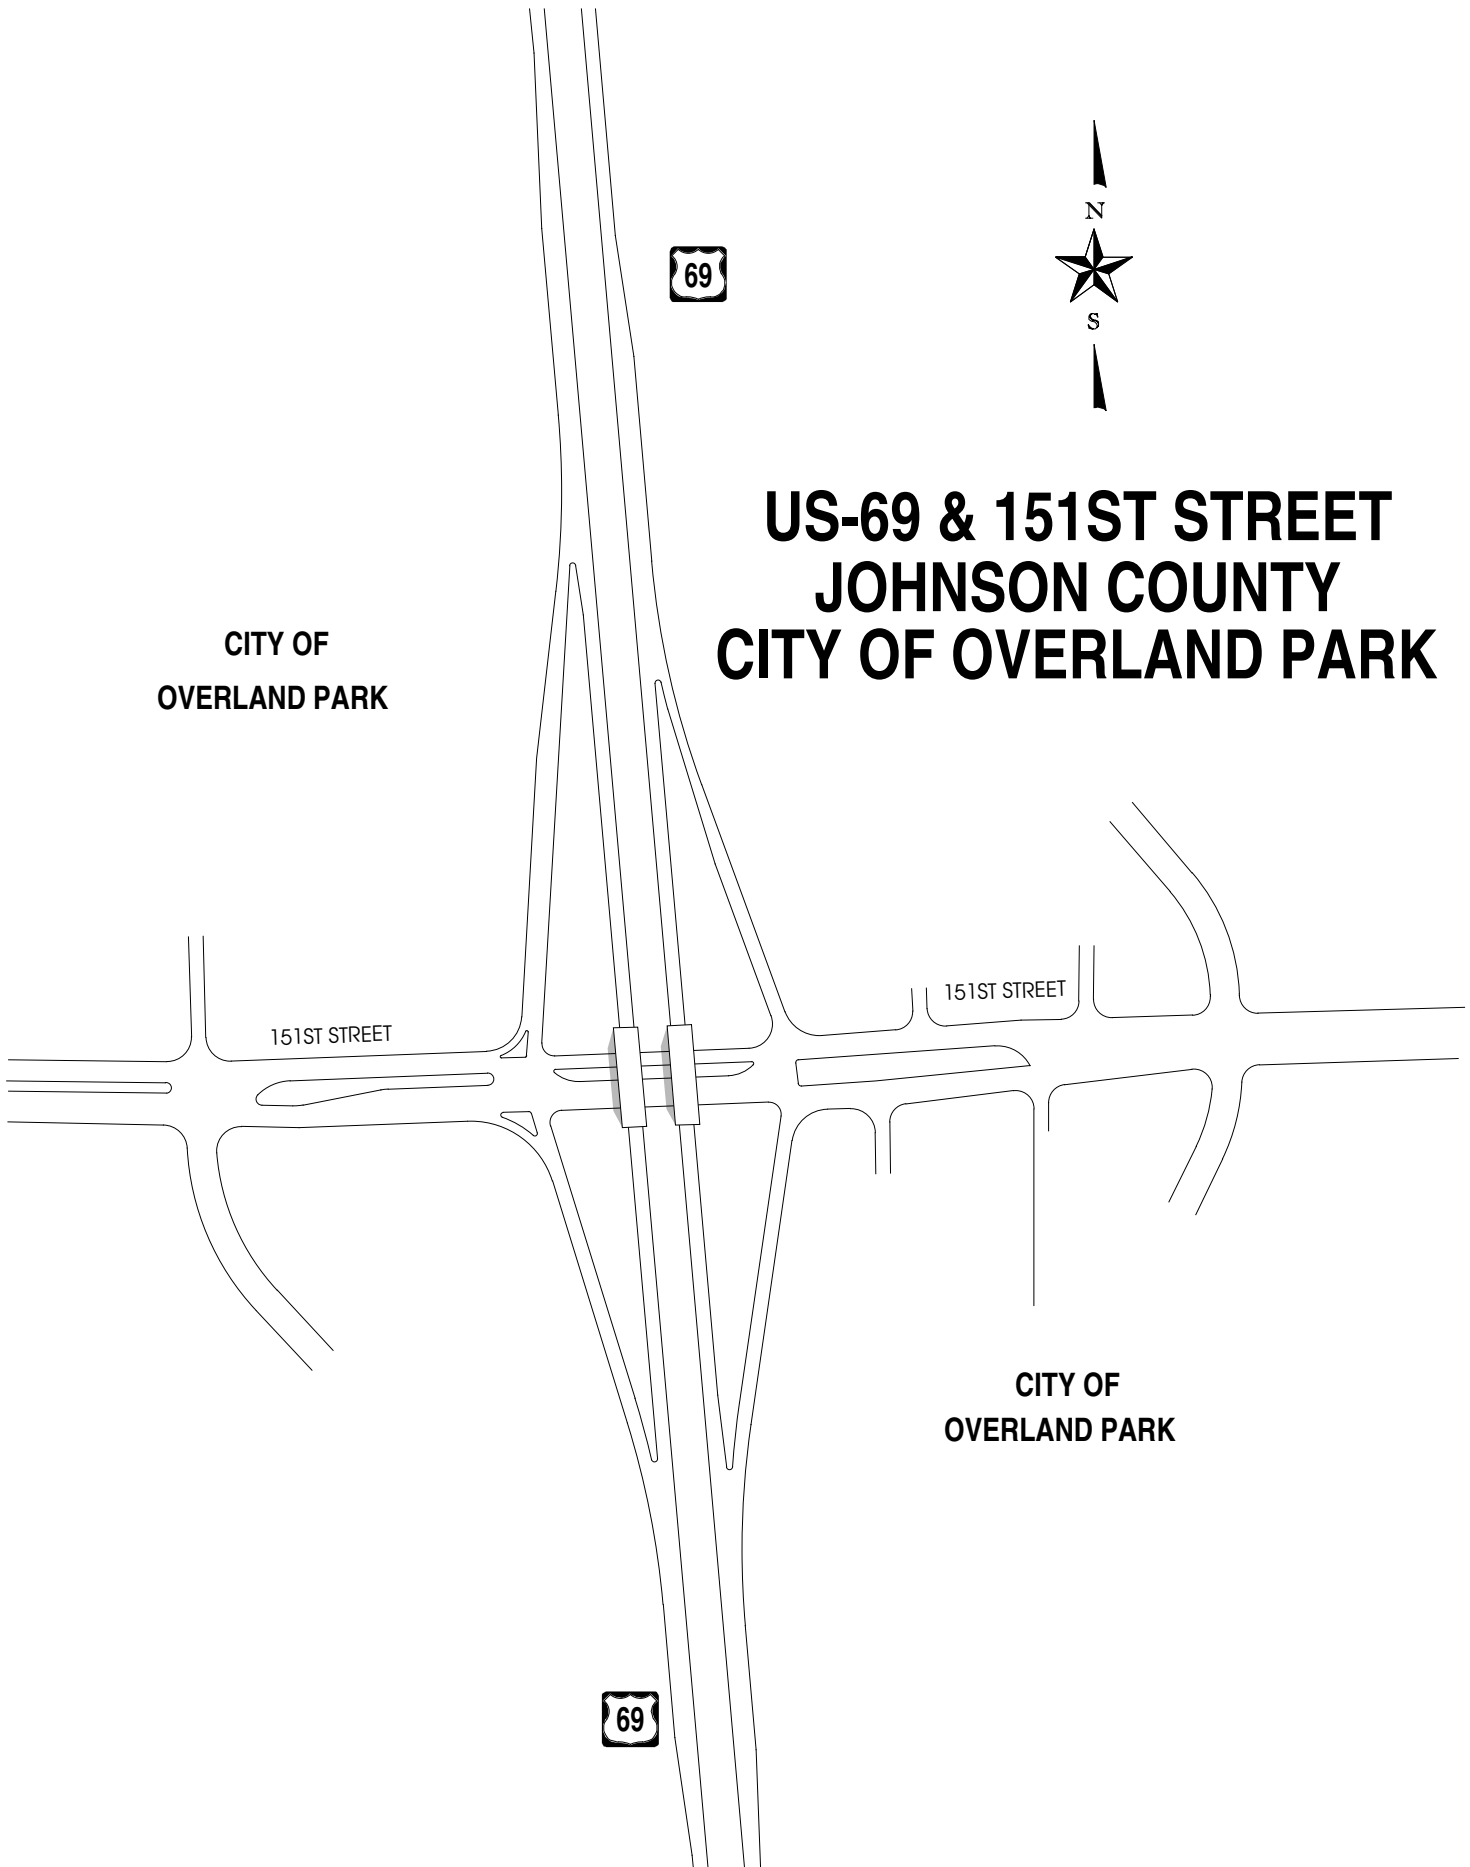 69
N
S
US-69 & 151ST STREET
JOHNSON COUNTY
CITY OF OVERLAND PARK
CITY OF
OVERLAND PARK
151ST STREET
151ST STREET
CITY OF
OVERLAND PARK
69